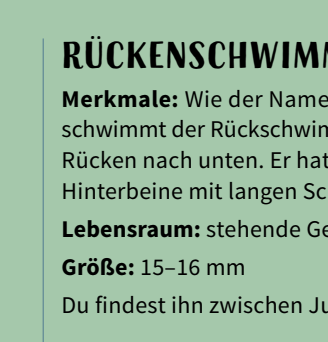 RÜCKENSCHWIMM
Merkmale: Wie der Name
schwimmt der Rückschwim
Rücken nach unten. Er hat
Hinterbeine mit langen Sc
Lebensraum: stehende Ge
Größe: 15–16 mm
Du findest ihn zwischen Ju